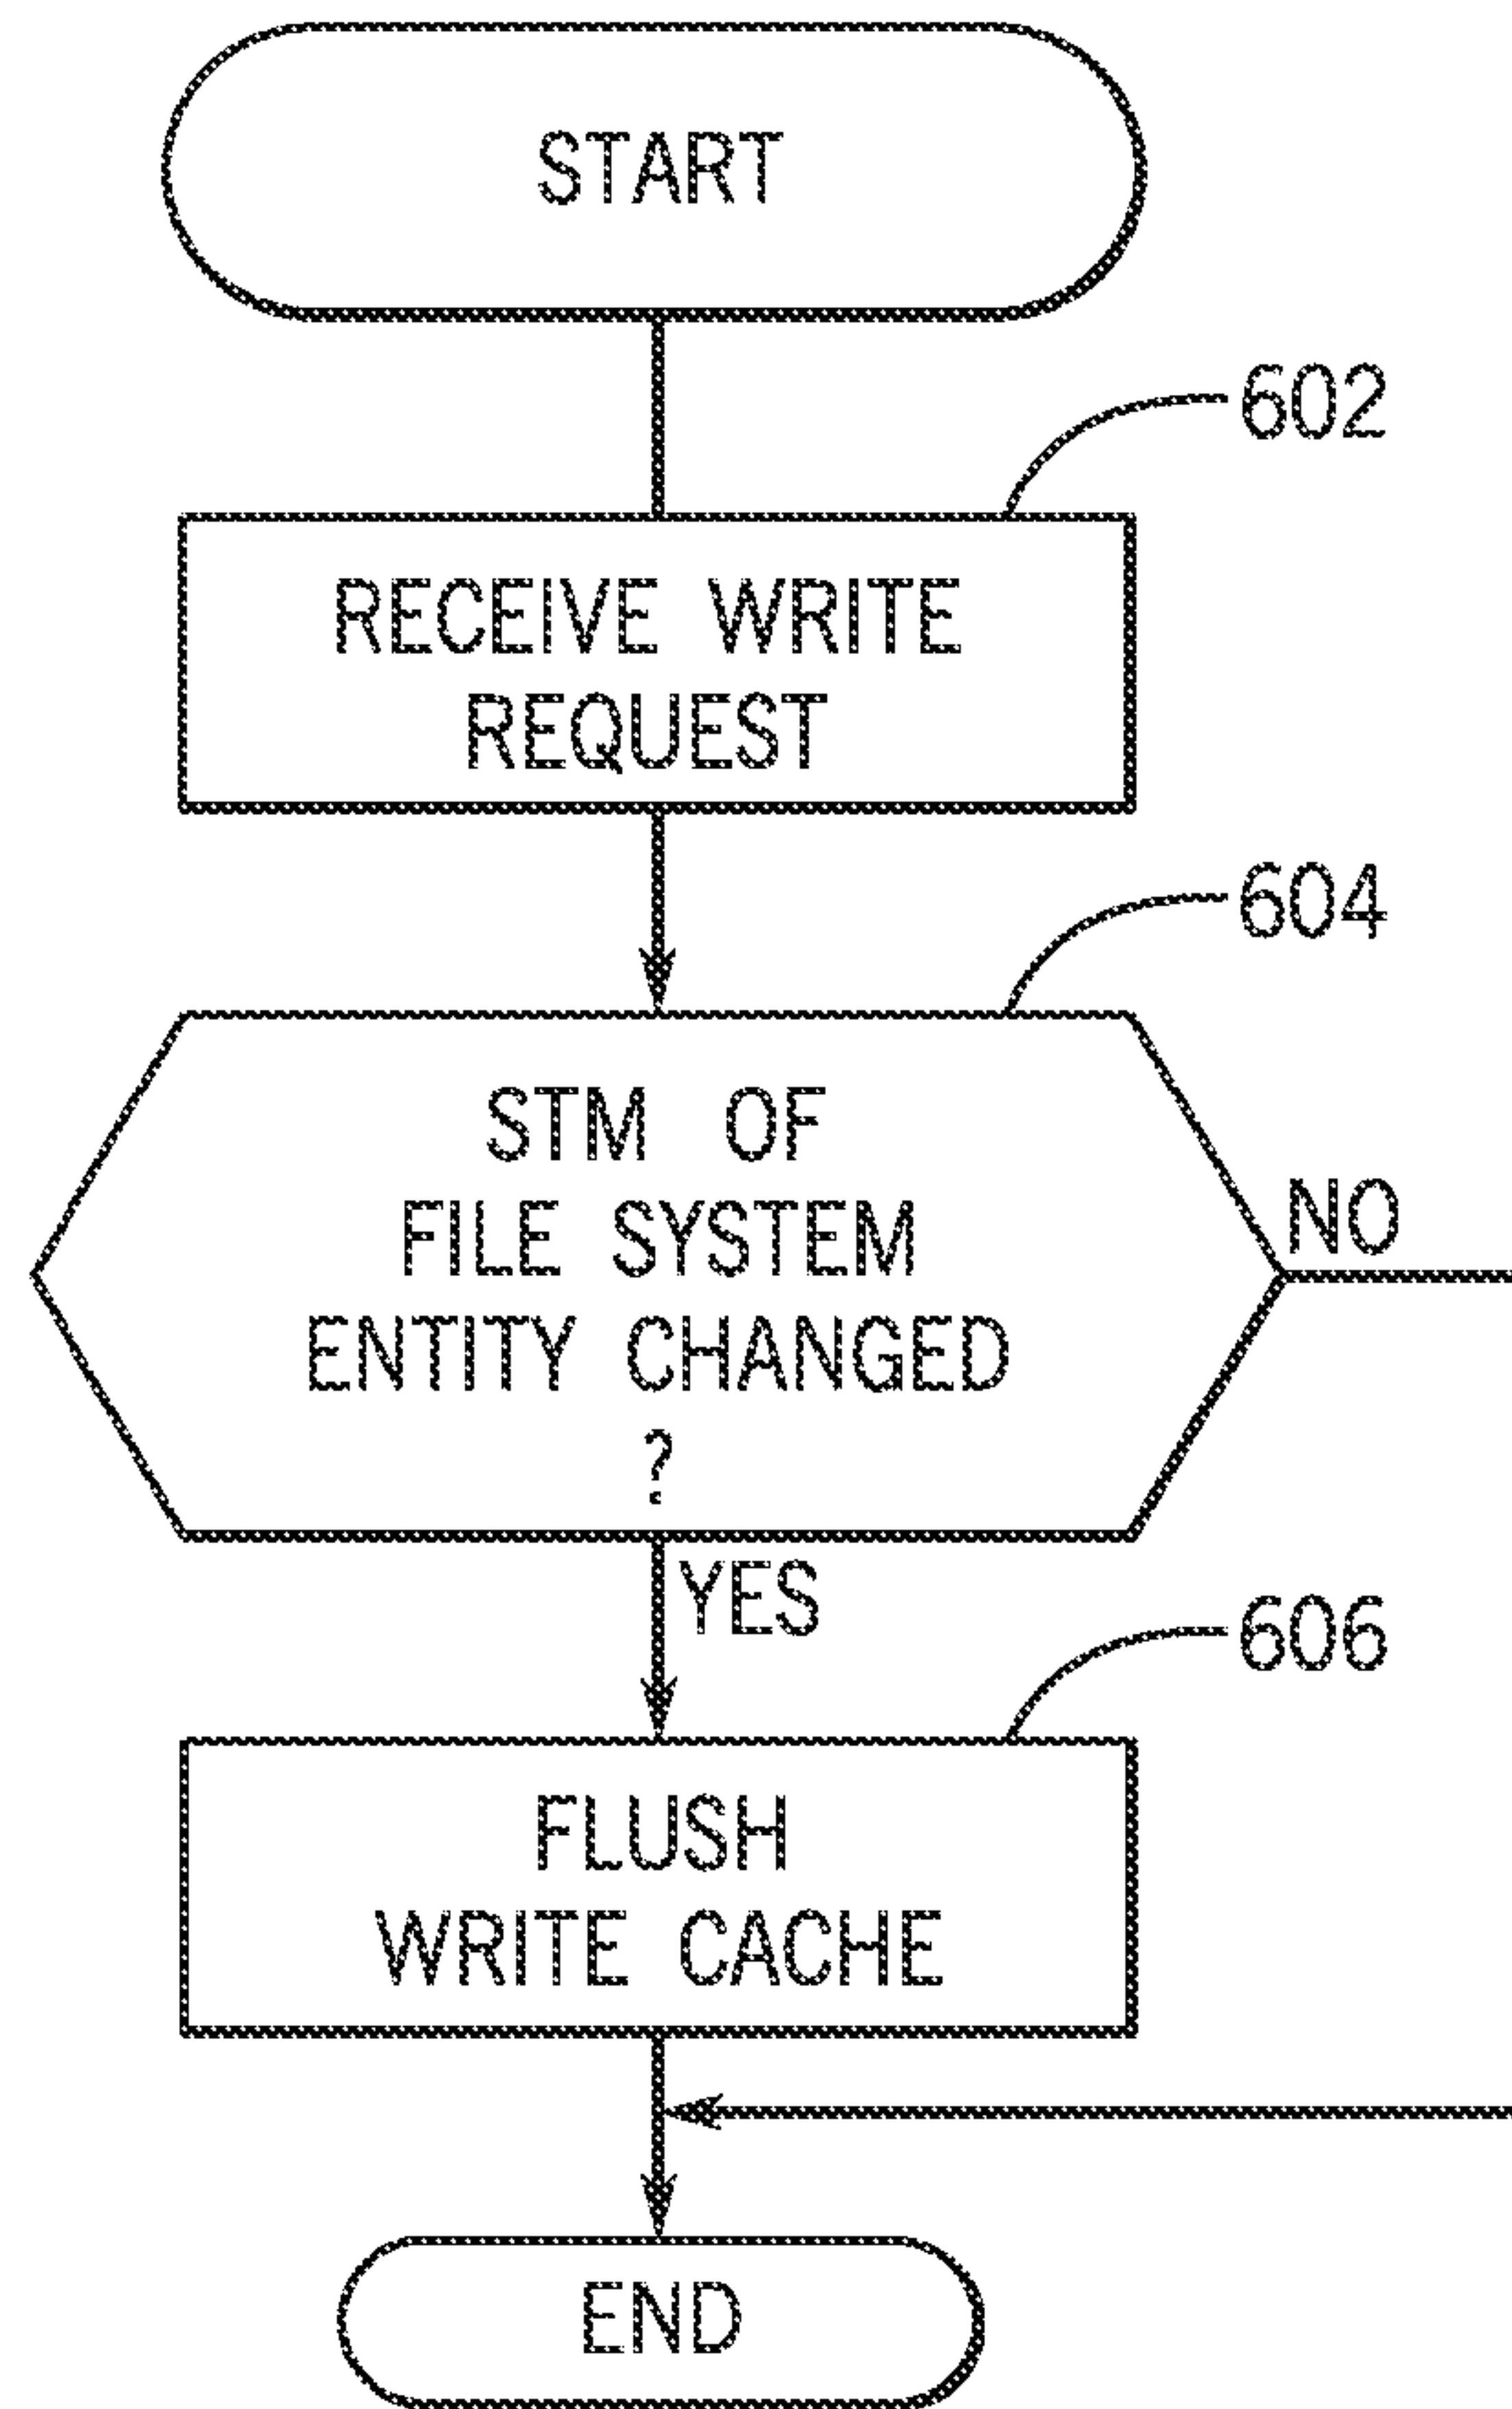 START
602
RECEIVE WRITE
REQUEST
604
STM OF
FILE SYSTEM
ENTITY CHANGED
?
NO
YES
606
FLUSH
WRITE CACHE
END